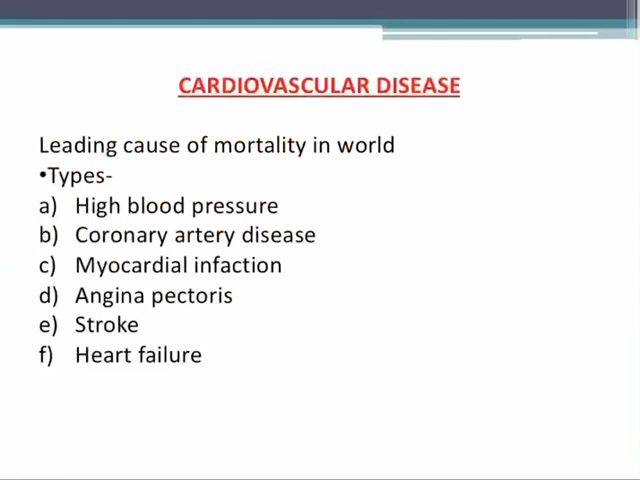 CARDIOVASCULAR DISEASE
Leading cause of mortality in world
•Types-
a) High blood pressure
b) Coronary artery disease
c) Myocardial infaction
d) Angina pectoris
e) Stroke
f) Heart failure